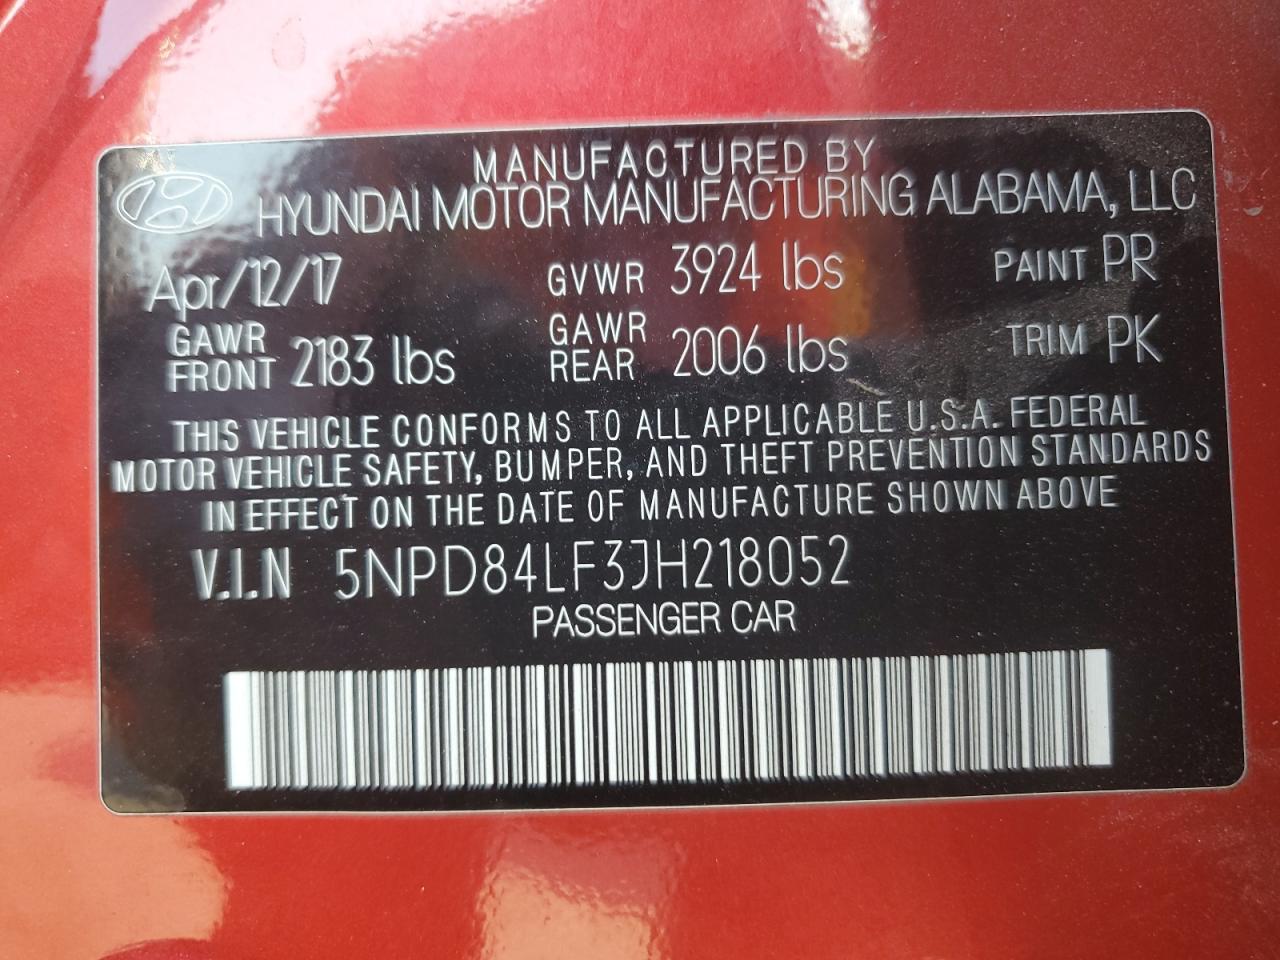 MANUFACTURED BY
HYUNDAI MOTOR MANUFACTURING ALABAMA, LLC
Apr/12/17 GVWR 3924 lbs PAINT PR
GAWR FRONT 2183 lbs GAWR REAR 2006 lbs TRIM PK
THIS VEHICLE CONFORMS TO ALL APPLICABLE U.S.A. FEDERAL
MOTOR VEHICLE SAFETY, BUMPER, AND THEFT PREVENTION STANDARDS
IN EFFECT ON THE DATE OF MANUFACTURE SHOWN ABOVE
V.I.N 5NPD84LF3JH218052
PASSENGER CAR